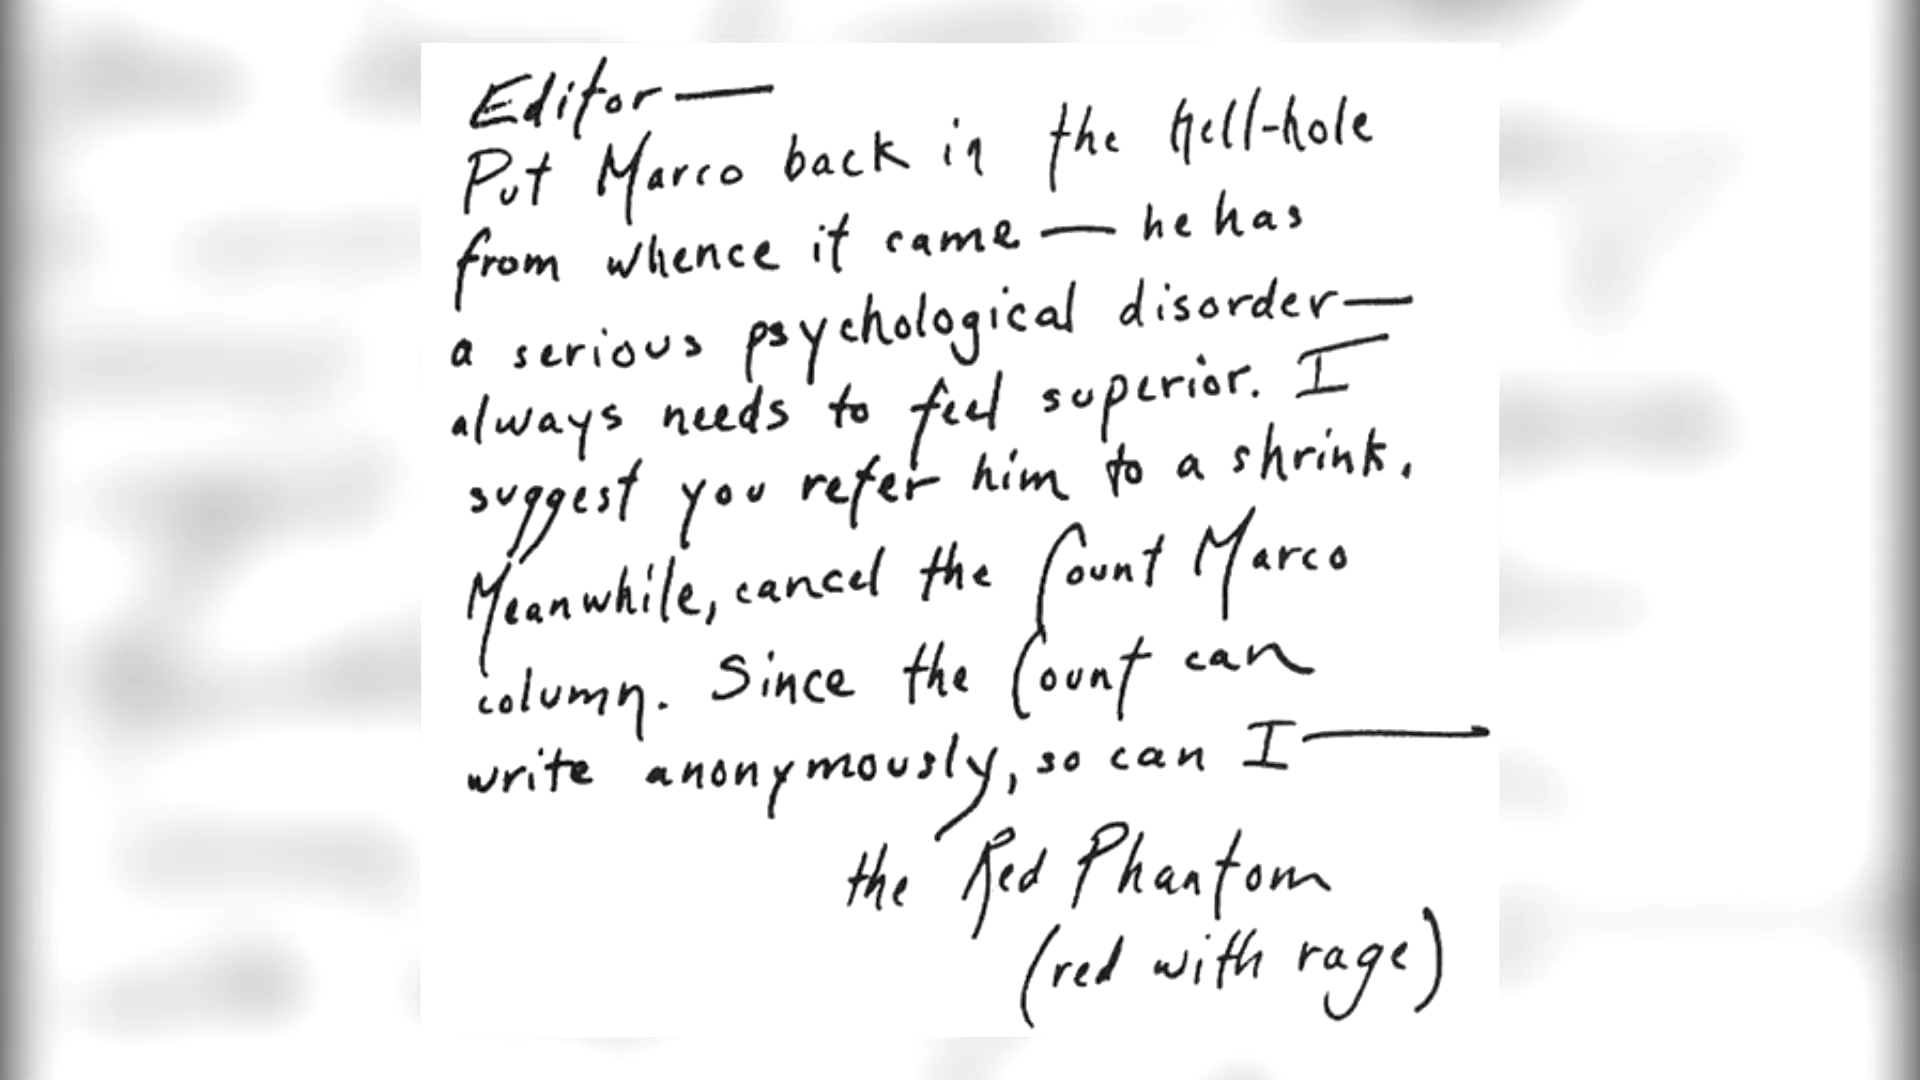 Editor —
Put Marco back in the hell-hole
from whence it came — he has
a serious psychological disorder —
always needs to feel superior. I
suggest you refer him to a shrink.
Meanwhile, cancel the Count Marco
column. Since the Count can
write anonymously, so can I —
the Red Phantom
(red with rage)